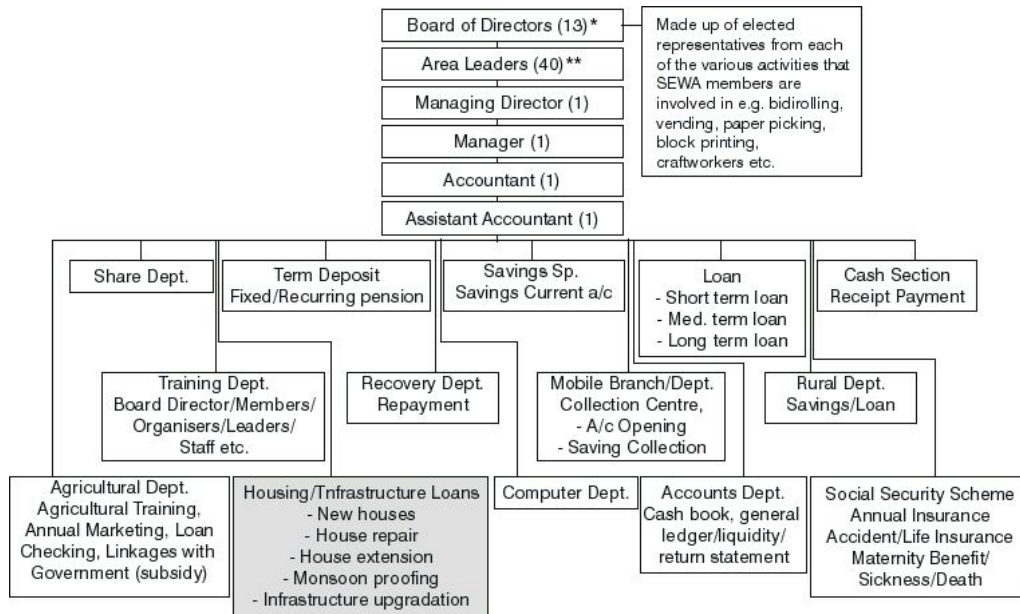 Board of Directors (13)*
Made up of elected
representatives from each
of the various activities that
SEWA members are
involved in e.g. bidirolling,
vending, paper picking,
block printing,
craftworkers etc.
Area Leaders (40)**
Managing Director (1)
Manager (1)
Accountant (1)
Assistant Accountant (1)
Share Dept.
Term Deposit
Fixed/Recurring pension
Savings Sp.
Savings Current a/c
Loan
- Short term loan
- Med. term loan
- Long term loan
Cash Section
Receipt Payment
Training Dept.
Board Director/Members/
Organisers/Leaders/
Staff etc.
Recovery Dept.
Repayment
Mobile Branch/Dept.
Collection Centre,
- A/c Opening
- Saving Collection
Rural Dept.
Savings/Loan
Agricultural Dept.
Agricultural Training,
Annual Marketing, Loan
Checking, Linkages with
Government (subsidy)
Housing/Tnfrastructure Loans
- New houses
- House repair
- House extension
- Monsoon proofing
- Infrastructure upgradation
Computer Dept.
Accounts Dept.
Cash book, general
ledger/liquidity/
return statement
Social Security Scheme
Annual Insurance
Accident/Life Insurance
Maternity Benefit/
Sickness/Death